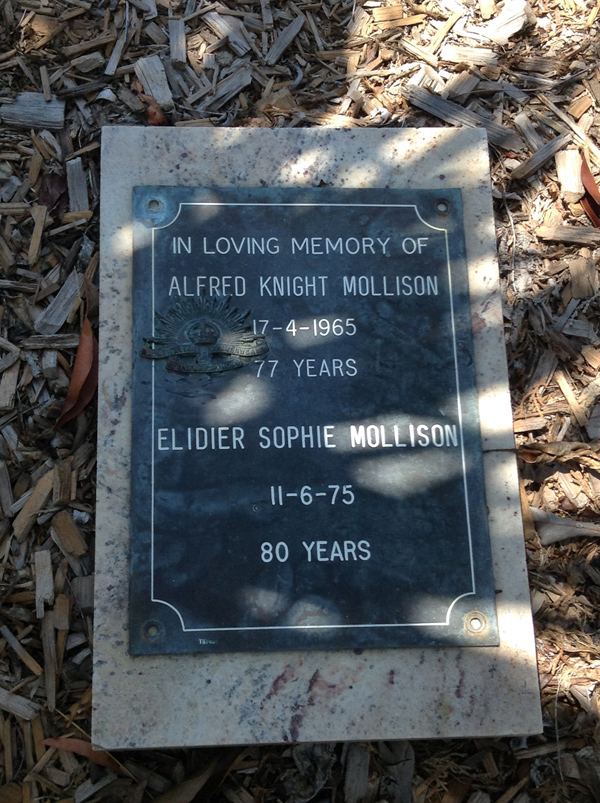 IN LOVING MEMORY OF
ALFRED KNIGHT MOLLISON
17-4-1965
77 YEARS
ELIDIER SOPHIE MOLLISON
11-6-75
80 YEARS